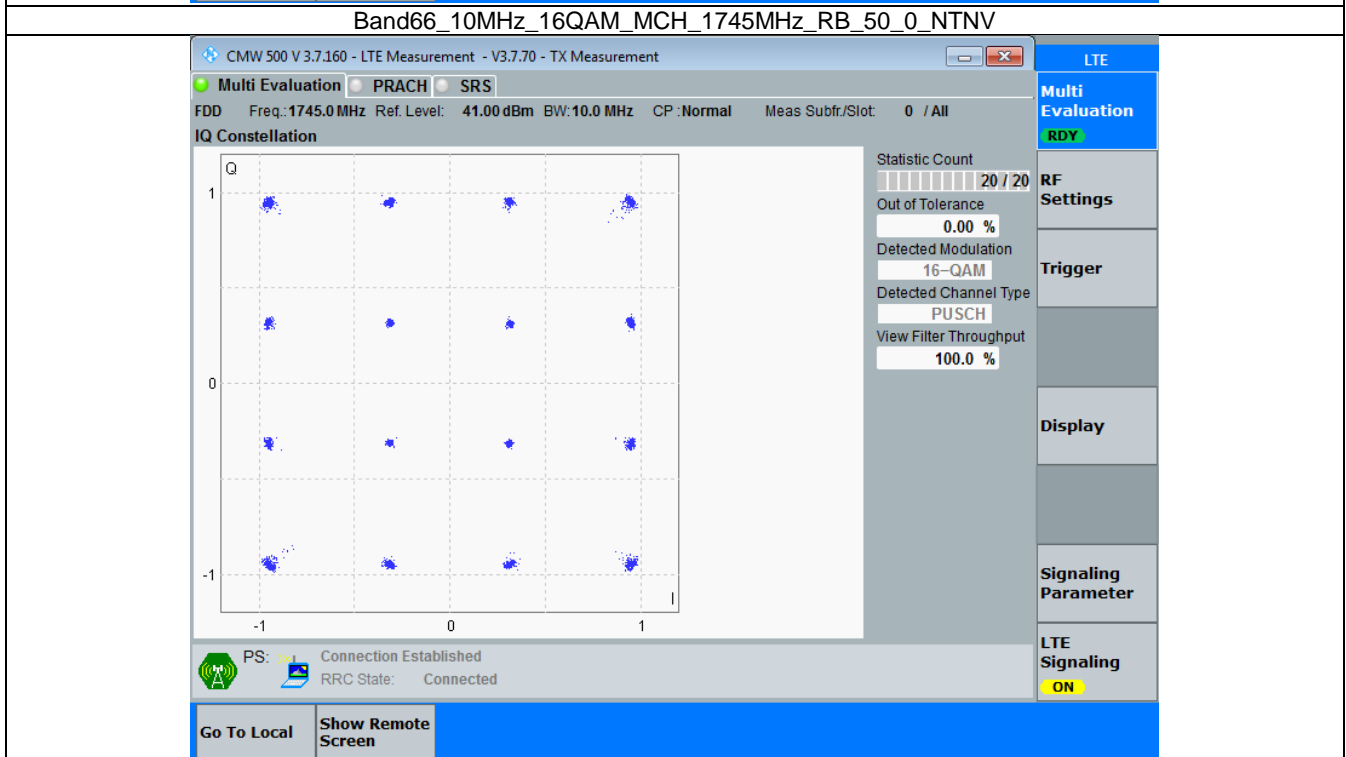 Band66_10MHz_16QAM_MCH_1745MHz_RB_50_0_NTNV
CMW 500 V 3.7.160 - LTE Measurement - V3.7.70 - TX Measurement
LTE
Multi Evaluation PRACH SRS
Multi Evaluation
RDY
FDD Freq.: 1745.0 MHz Ref. Level: 41.00 dBm BW: 10.0 MHz CP : Normal Meas Subfr./Slot: 0 / All
IQ Constellation
Q
1
0
-1
-1 0 1
I
Statistic Count
20 / 20
Out of Tolerance
0.00 %
Detected Modulation
16-QAM
Detected Channel Type
PUSCH
View Filter Throughput
100.0 %
RF Settings
Trigger
Display
Signaling Parameter
LTE Signaling
ON
PS:
Connection Established
RRC State: Connected
Go To Local
Show Remote Screen